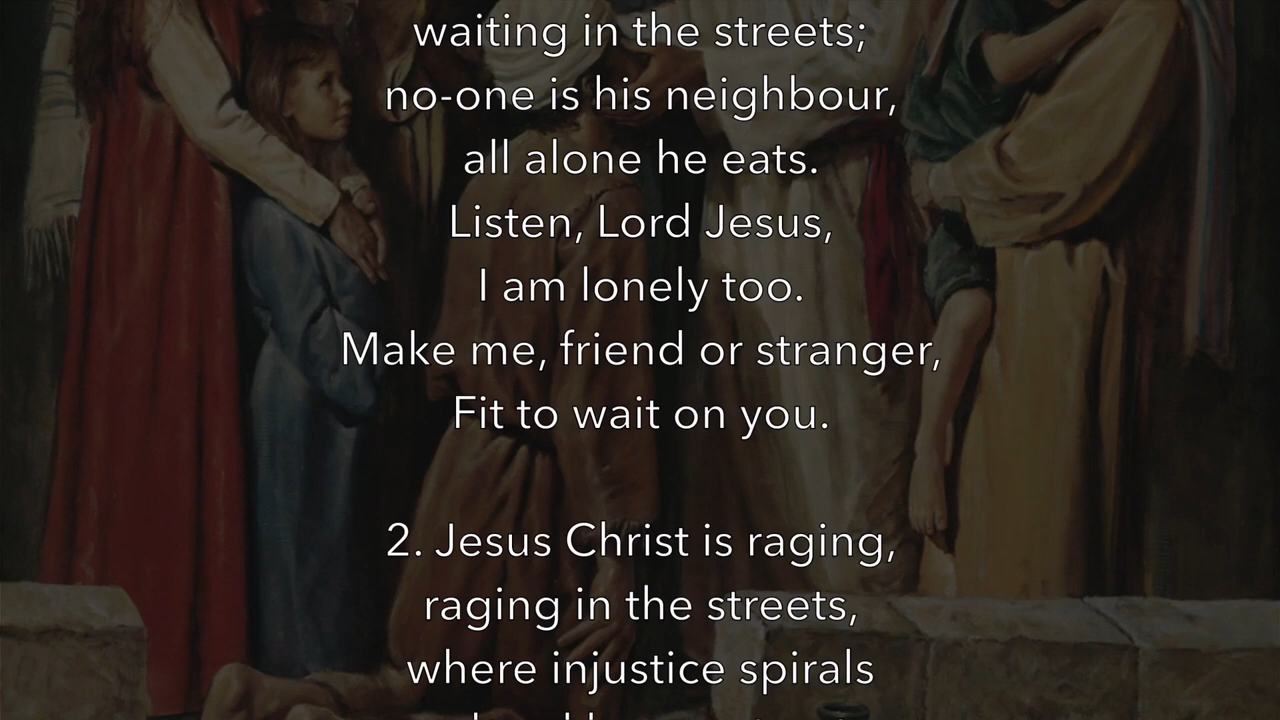 waiting in the streets;
no-one is his neighbour,
all alone he eats.
Listen, Lord Jesus,
I am lonely too.
Make me, friend or stranger,
Fit to wait on you.
2. Jesus Christ is raging,
raging in the streets,
where injustice spirals